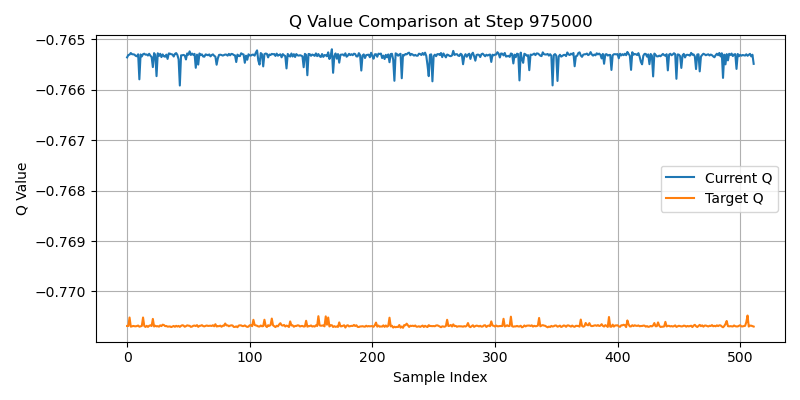 Q Value Comparison at Step 975000
−0.765
−0.766
−0.767
−0.768
−0.769
−0.770
Q Value
Current Q
Target Q
0 100 200 300 400 500
Sample Index